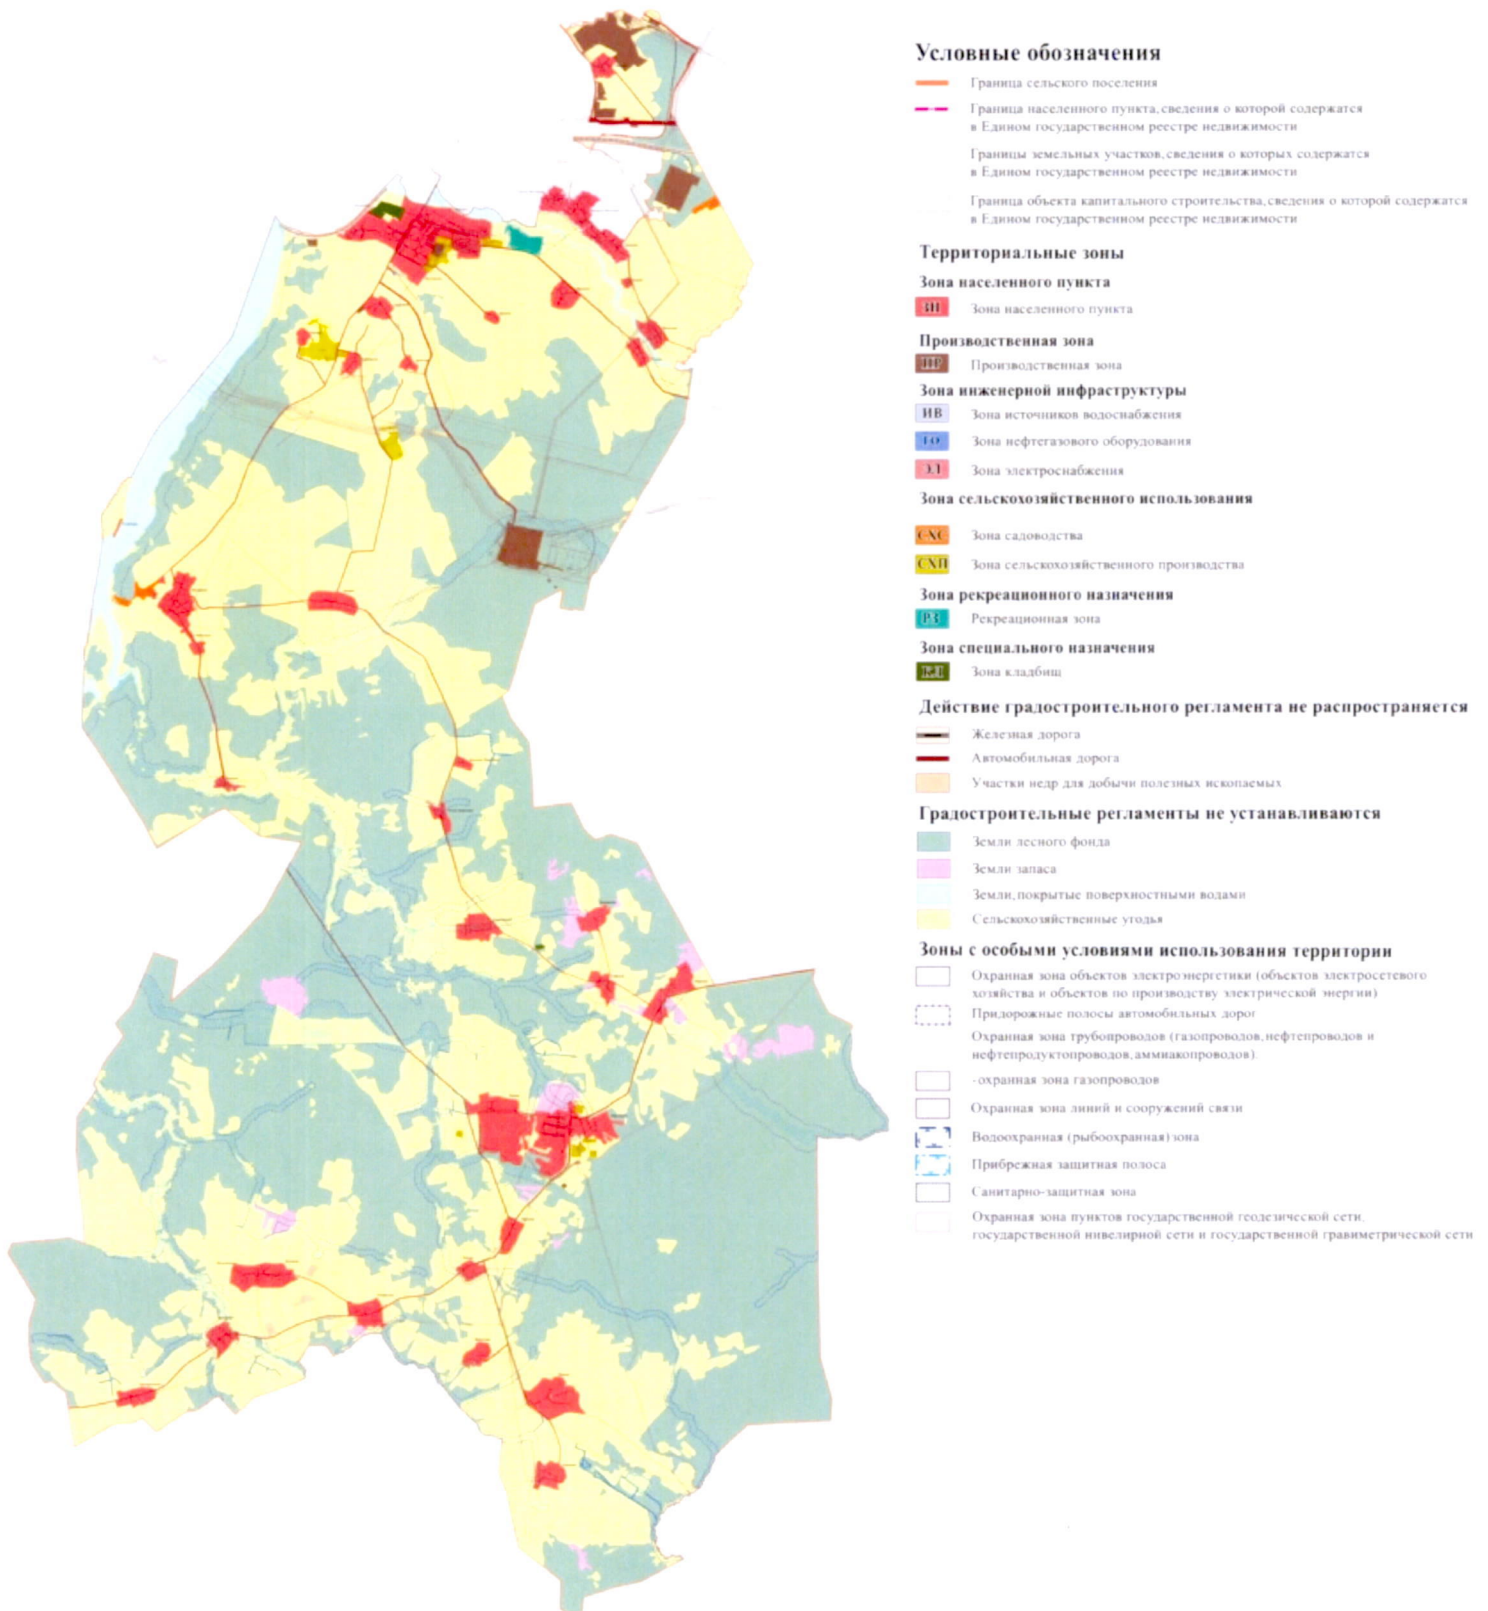 Условные обозначения
Граница сельского поселения
Граница населенного пункта, сведения о которой содержатся
в Едином государственном реестре недвижимости
Границы земельных участков, сведения о которых содержатся
в Едином государственном реестре недвижимости
Граница объекта капитального строительства, сведения о которой содержатся
в Едином государственном реестре недвижимости
Территориальные зоны
Зона населенного пункта
ЗН Зона населенного пункта
Производственная зона
ПР Производственная зона
Зона инженерной инфраструктуры
ИВ Зона источников водоснабжения
Зона нефтегазового оборудования
ЭЛ Зона электроснабжения
Зона сельскохозяйственного использования
СХС Зона садоводства
СХП Зона сельскохозяйственного производства
Зона рекреационного назначения
РЗ Рекреационная зона
Зона специального назначения
КЛ Зона кладбищ
Действие градостроительного регламента не распространяется
Железная дорога
Автомобильная дорога
Участки недр для добычи полезных ископаемых
Градостроительные регламенты не устанавливаются
Земли лесного фонда
Земли запаса
Земли, покрытые поверхностными водами
Сельскохозяйственные угодья
Зоны с особыми условиями использования территории
Охранная зона объектов электроэнергетики (объектов электросетевого
хозяйства и объектов по производству электрической энергии)
Придорожные полосы автомобильных дорог
Охранная зона трубопроводов (газопроводов, нефтепроводов и
нефтепродуктопроводов, аммиакопроводов).
-охранная зона газопроводов
Охранная зона линий и сооружений связи
Водоохранная (рыбоохранная) зона
Прибрежная защитная полоса
Санитарно-защитная зона
Охранная зона пунктов государственной геодезической сети,
государственной нивелирной сети и государственной гравиметрической сети